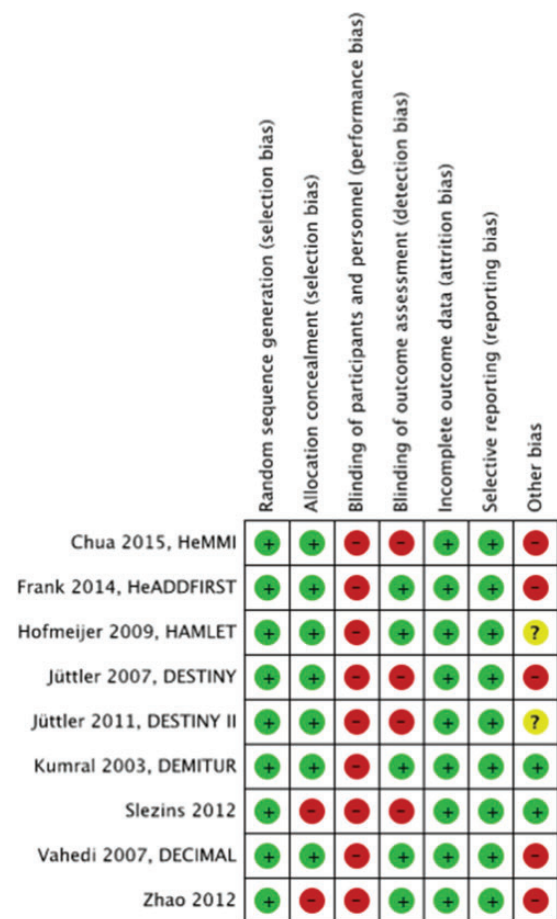 Random sequence generation (selection bias)
Allocation concealment (selection bias)
Blinding of participants and personnel (performance bias)
Blinding of outcome assessment (detection bias)
Incomplete outcome data (attrition bias)
Selective reporting (reporting bias)
Other bias
Chua 2015, HeMMI + + - - + + -
Frank 2014, HeADDFIRST + + - + + + -
Hofmeijer 2009, HAMLET + + - + + + ?
Jüttler 2007, DESTINY + + - - + + -
Jüttler 2011, DESTINY II + + - - + + ?
Kumral 2003, DEMITUR + + - + + + +
Slezins 2012 + - - - + + +
Vahedi 2007, DECIMAL + + - + + + -
Zhao 2012 + - - + + + -